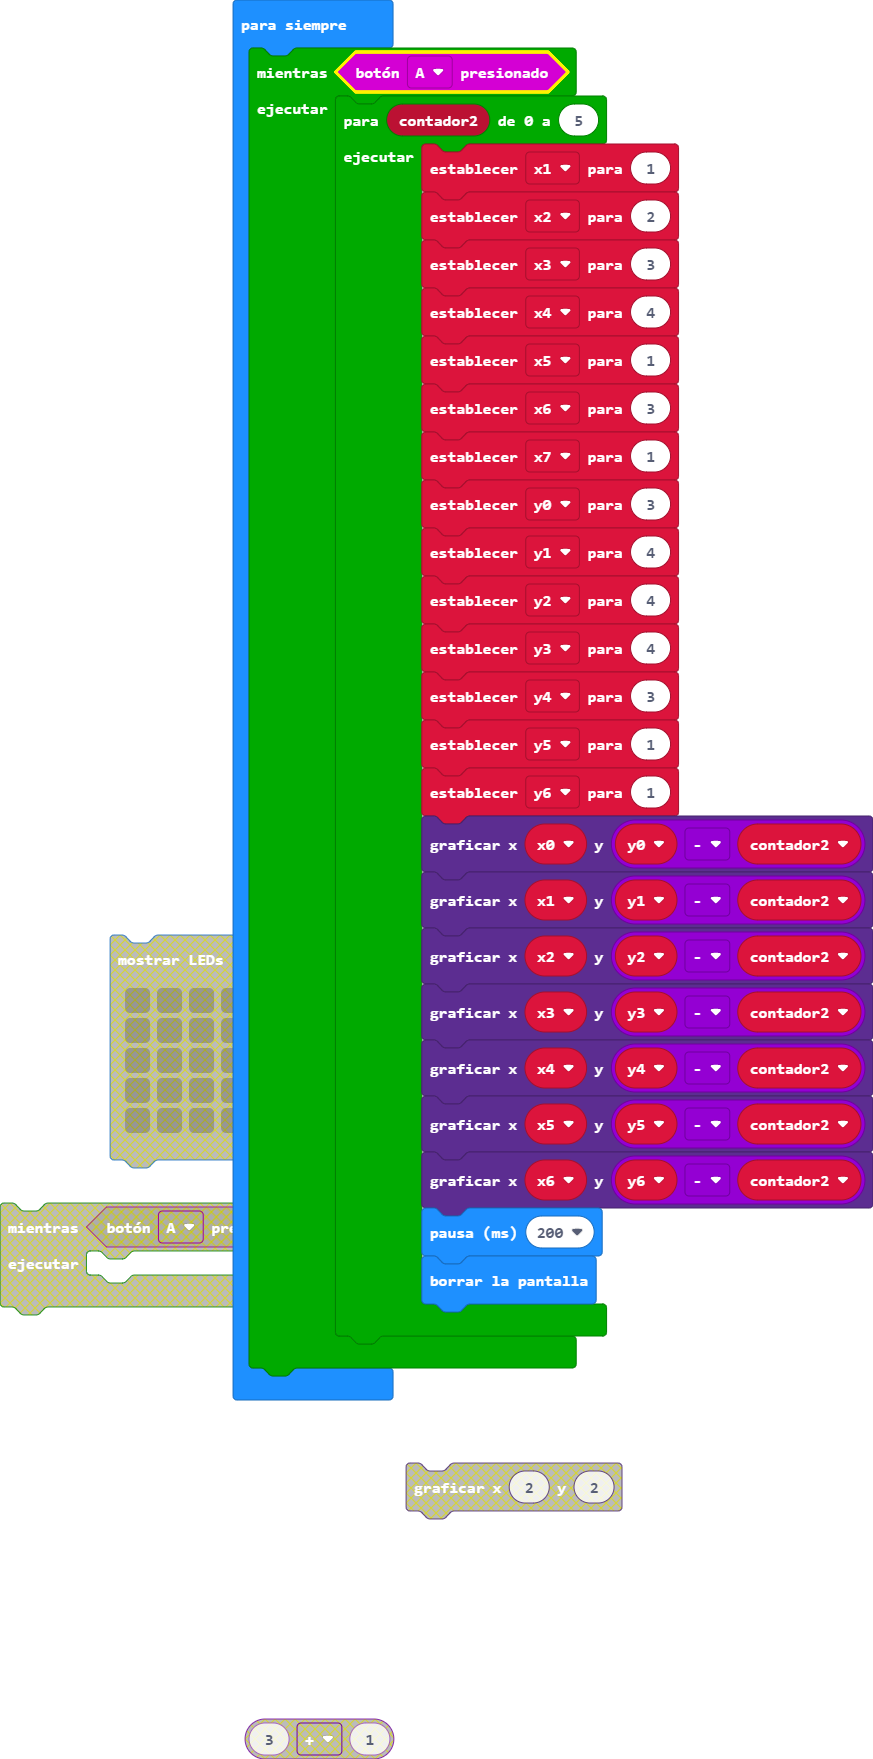 para siempre
mientras botón A presionado
ejecutar para contador2 de 0 a 5
ejecutar establecer x1 para 1
establecer x2 para 2
establecer x3 para 3
establecer x4 para 4
establecer x5 para 1
establecer x6 para 3
establecer x7 para 1
establecer y0 para 3
establecer y1 para 4
establecer y2 para 4
establecer y3 para 4
establecer y4 para 3
establecer y5 para 1
establecer y6 para 1
graficar x x0 y y0 - contador2
graficar x x1 y y1 - contador2
graficar x x2 y y2 - contador2
graficar x x3 y y3 - contador2
graficar x x4 y y4 - contador2
graficar x x5 y y5 - contador2
graficar x x6 y y6 - contador2
pausa (ms) 200
borrar la pantalla
mostrar LEDs
mientras botón A pre
ejecutar
graficar x 2 y 2
3 + 1